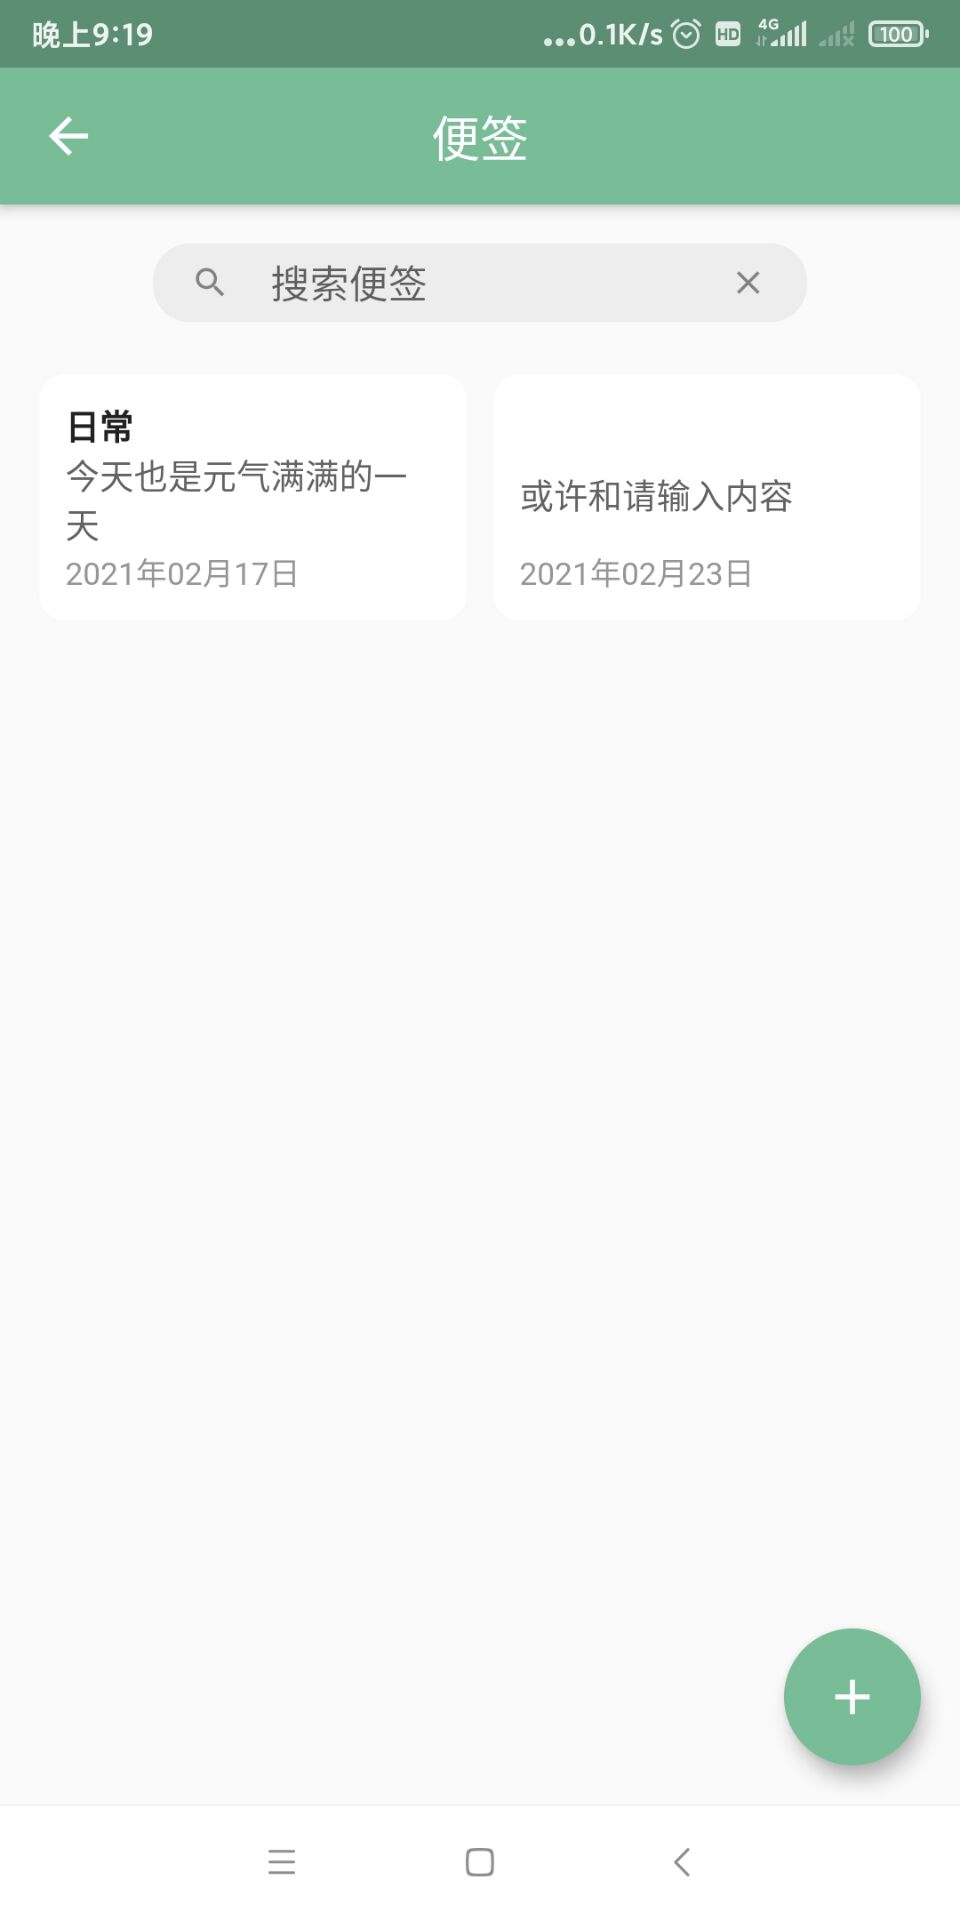 晚上9:19
...0.1K/s HD 4G 100
便签
搜索便签
日常
今天也是元气满满的一
天
2021年02月17日
或许和请输入内容
2021年02月23日